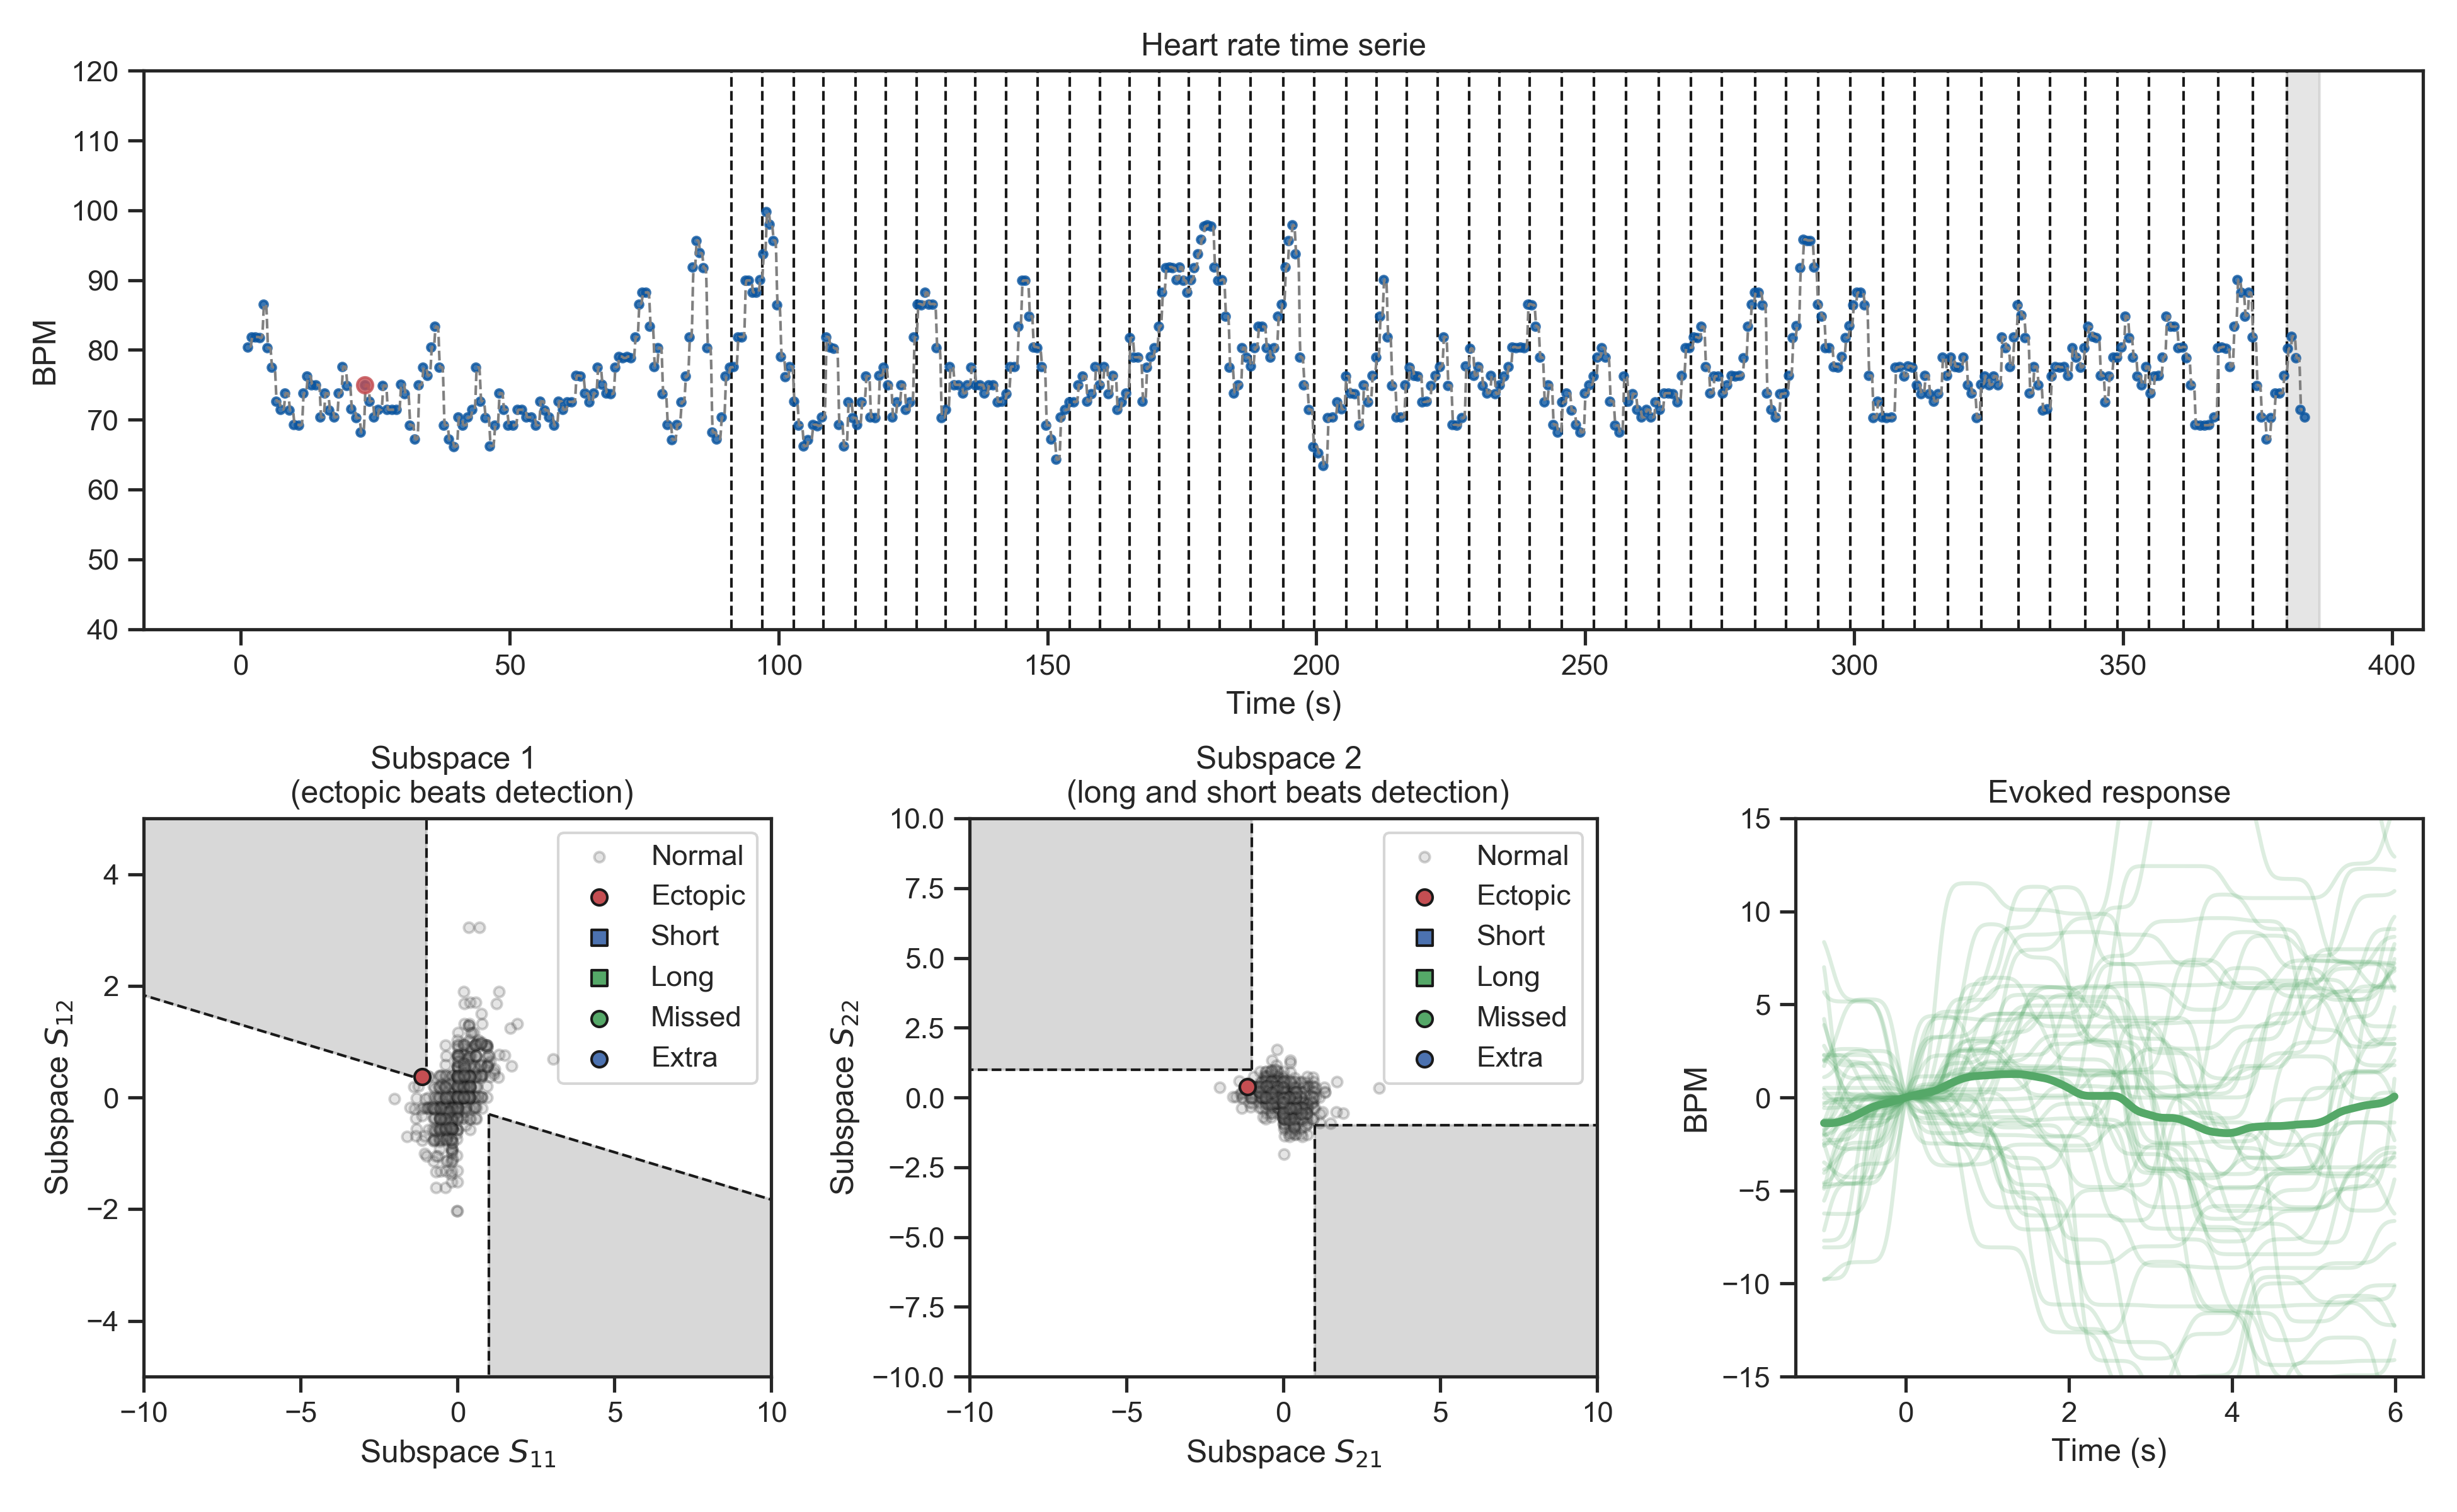 Heart rate time serie
120
110
100
90
80
70
60
50
40
BPM
0 50 100 150 200 250 300 350 400
Time (s)
Subspace 1
(ectopic beats detection)
4
2
0
−2
−4
Subspace S12
Normal
Ectopic
Short
Long
Missed
Extra
−10 −5 0 5 10
Subspace S11
Subspace 2
(long and short beats detection)
10.0
7.5
5.0
2.5
0.0
−2.5
−5.0
−7.5
−10.0
Subspace S22
Normal
Ectopic
Short
Long
Missed
Extra
−10 −5 0 5 10
Subspace S21
Evoked response
15
10
5
0
−5
−10
−15
BPM
0 2 4 6
Time (s)